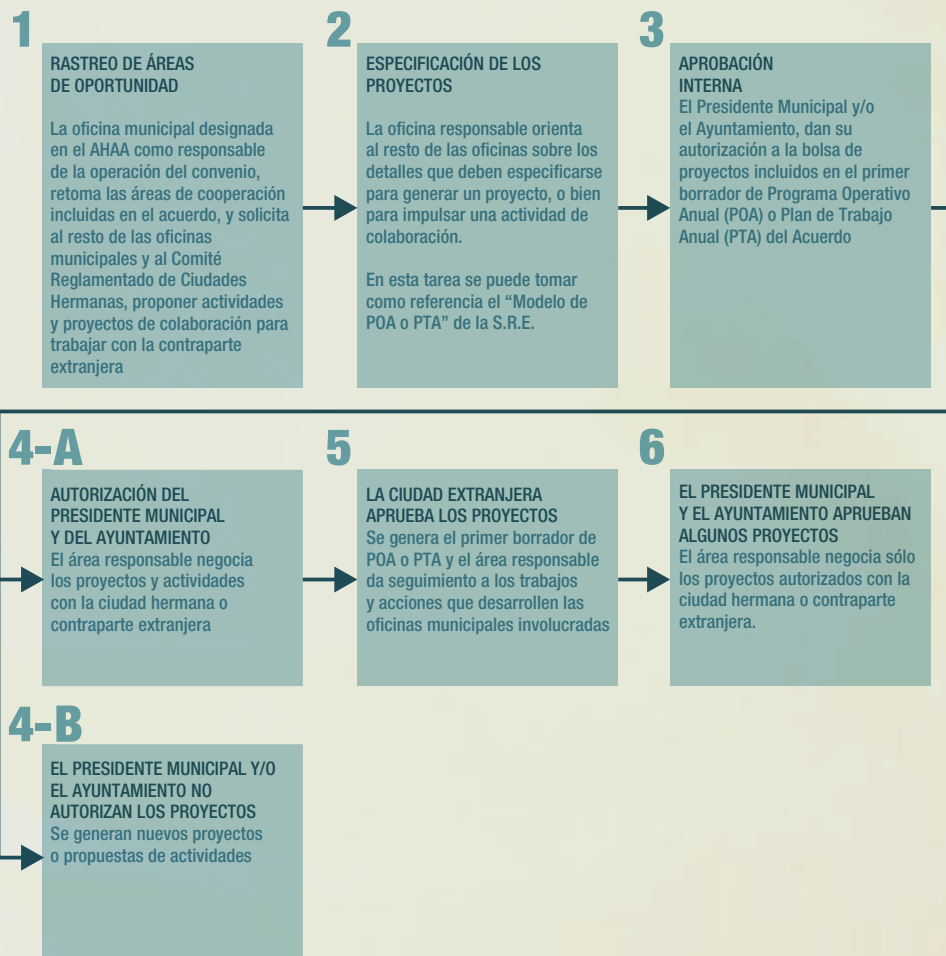 1
RASTREO DE ÁREAS
DE OPORTUNIDAD
La oficina municipal designada
en el AHAA como responsable
de la operación del convenio,
retoma las áreas de cooperación
incluidas en el acuerdo, y solicita
al resto de las oficinas
municipales y al Comité
Reglamentado de Ciudades
Hermanas, proponer actividades
y proyectos de colaboración para
trabajar con la contraparte
extranjera
2
ESPECIFICACIÓN DE LOS
PROYECTOS
La oficina responsable orienta
al resto de las oficinas sobre los
detalles que deben especificarse
para generar un proyecto, o bien
para impulsar una actividad de
colaboración.
En esta tarea se puede tomar
como referencia el “Modelo de
POA o PTA” de la S.R.E.
3
APROBACIÓN
INTERNA
El Presidente Municipal y/o
el Ayuntamiento, dan su
autorización a la bolsa de
proyectos incluidos en el primer
borrador de Programa Operativo
Anual (POA) o Plan de Trabajo
Anual (PTA) del Acuerdo
4-A
AUTORIZACIÓN DEL
PRESIDENTE MUNICIPAL
Y DEL AYUNTAMIENTO
El área responsable negocia
los proyectos y actividades
con la ciudad hermana o
contraparte extranjera
5
LA CIUDAD EXTRANJERA
APRUEBA LOS PROYECTOS
Se genera el primer borrador de
POA o PTA y el área responsable
da seguimiento a los trabajos
y acciones que desarrollen las
oficinas municipales involucradas
6
EL PRESIDENTE MUNICIPAL
Y EL AYUNTAMIENTO APRUEBAN
ALGUNOS PROYECTOS
El área responsable negocia sólo
los proyectos autorizados con la
ciudad hermana o contraparte
extranjera.
4-B
EL PRESIDENTE MUNICIPAL Y/O
EL AYUNTAMIENTO NO
AUTORIZAN LOS PROYECTOS
Se generan nuevos proyectos
o propuestas de actividades